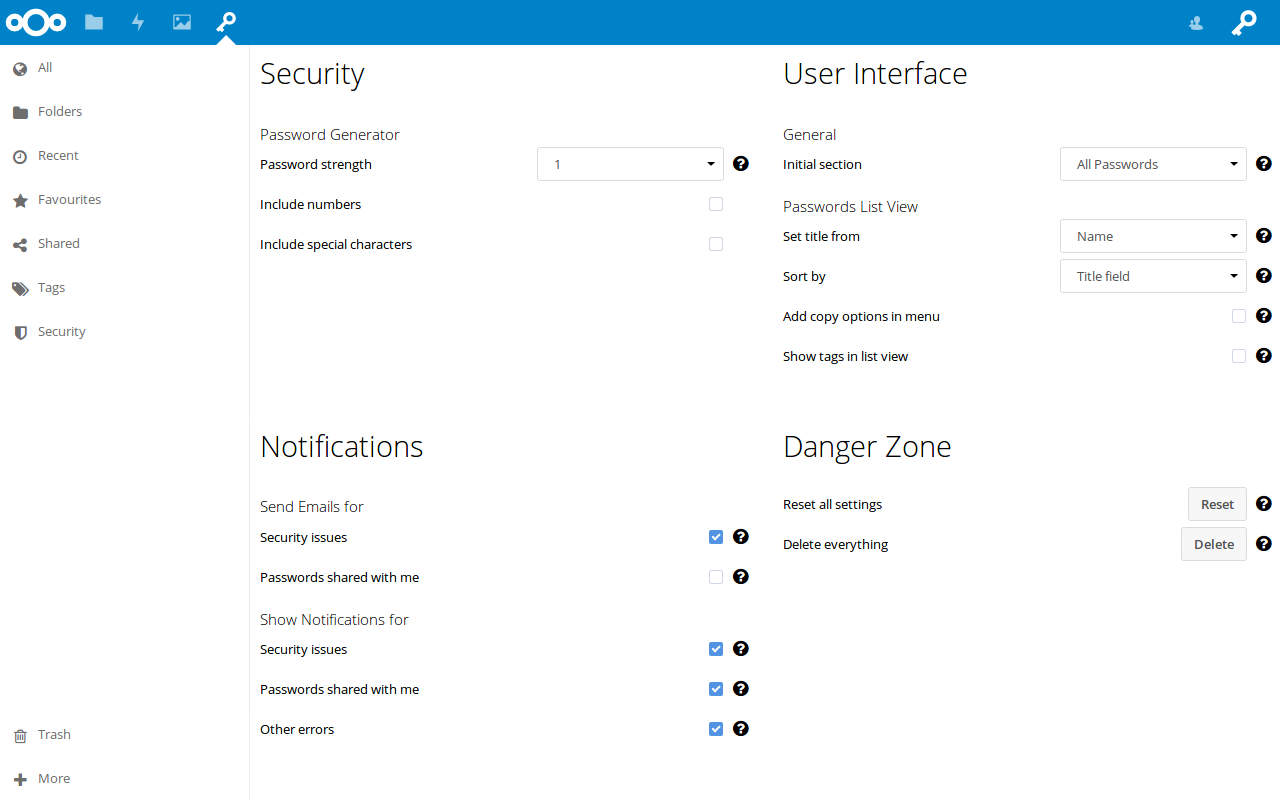 All
Folders
Recent
Favourites
Shared
Tags
Security
Trash
More
Security
Password Generator
Password strength 1
Include numbers
Include special characters
User Interface
General
Initial section All Passwords
Passwords List View
Set title from Name
Sort by Title field
Add copy options in menu
Show tags in list view
Notifications
Send Emails for
Security issues
Passwords shared with me
Show Notifications for
Security issues
Passwords shared with me
Other errors
Danger Zone
Reset all settings Reset
Delete everything Delete